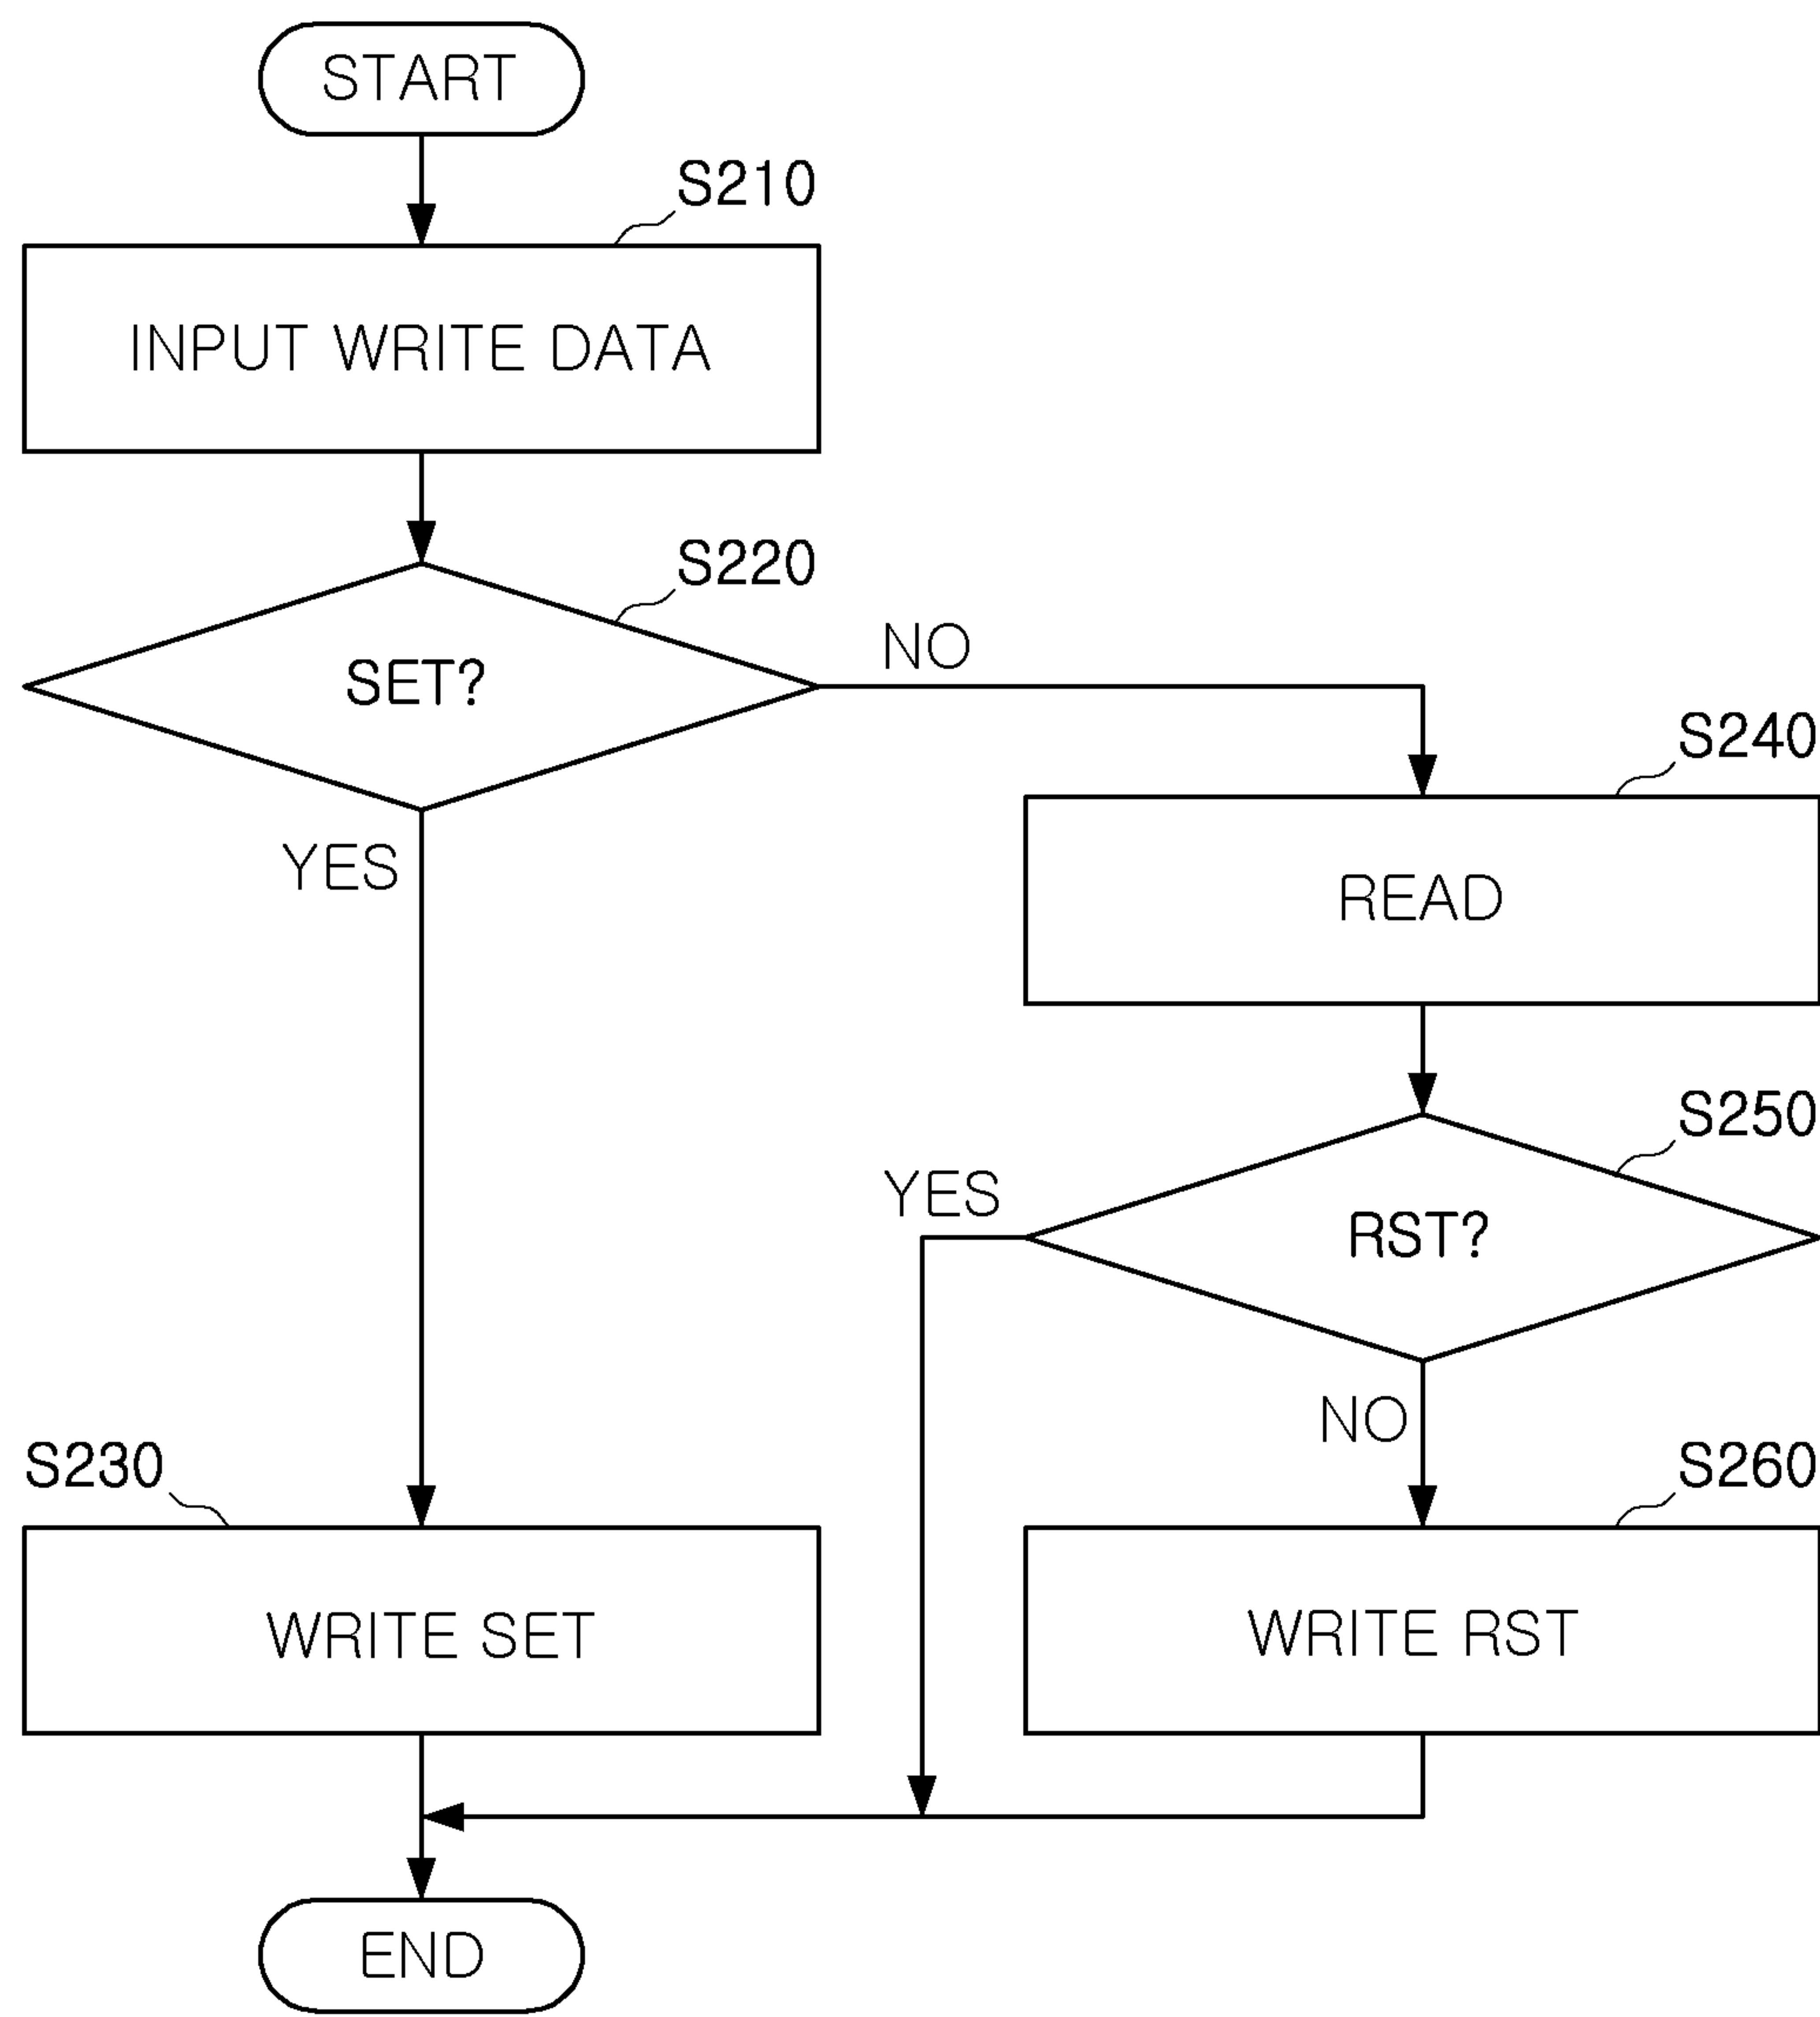 START
S210
INPUT WRITE DATA
S220
SET?
NO
YES
S240
READ
S250
RST?
YES
NO
S230
WRITE SET
S260
WRITE RST
END